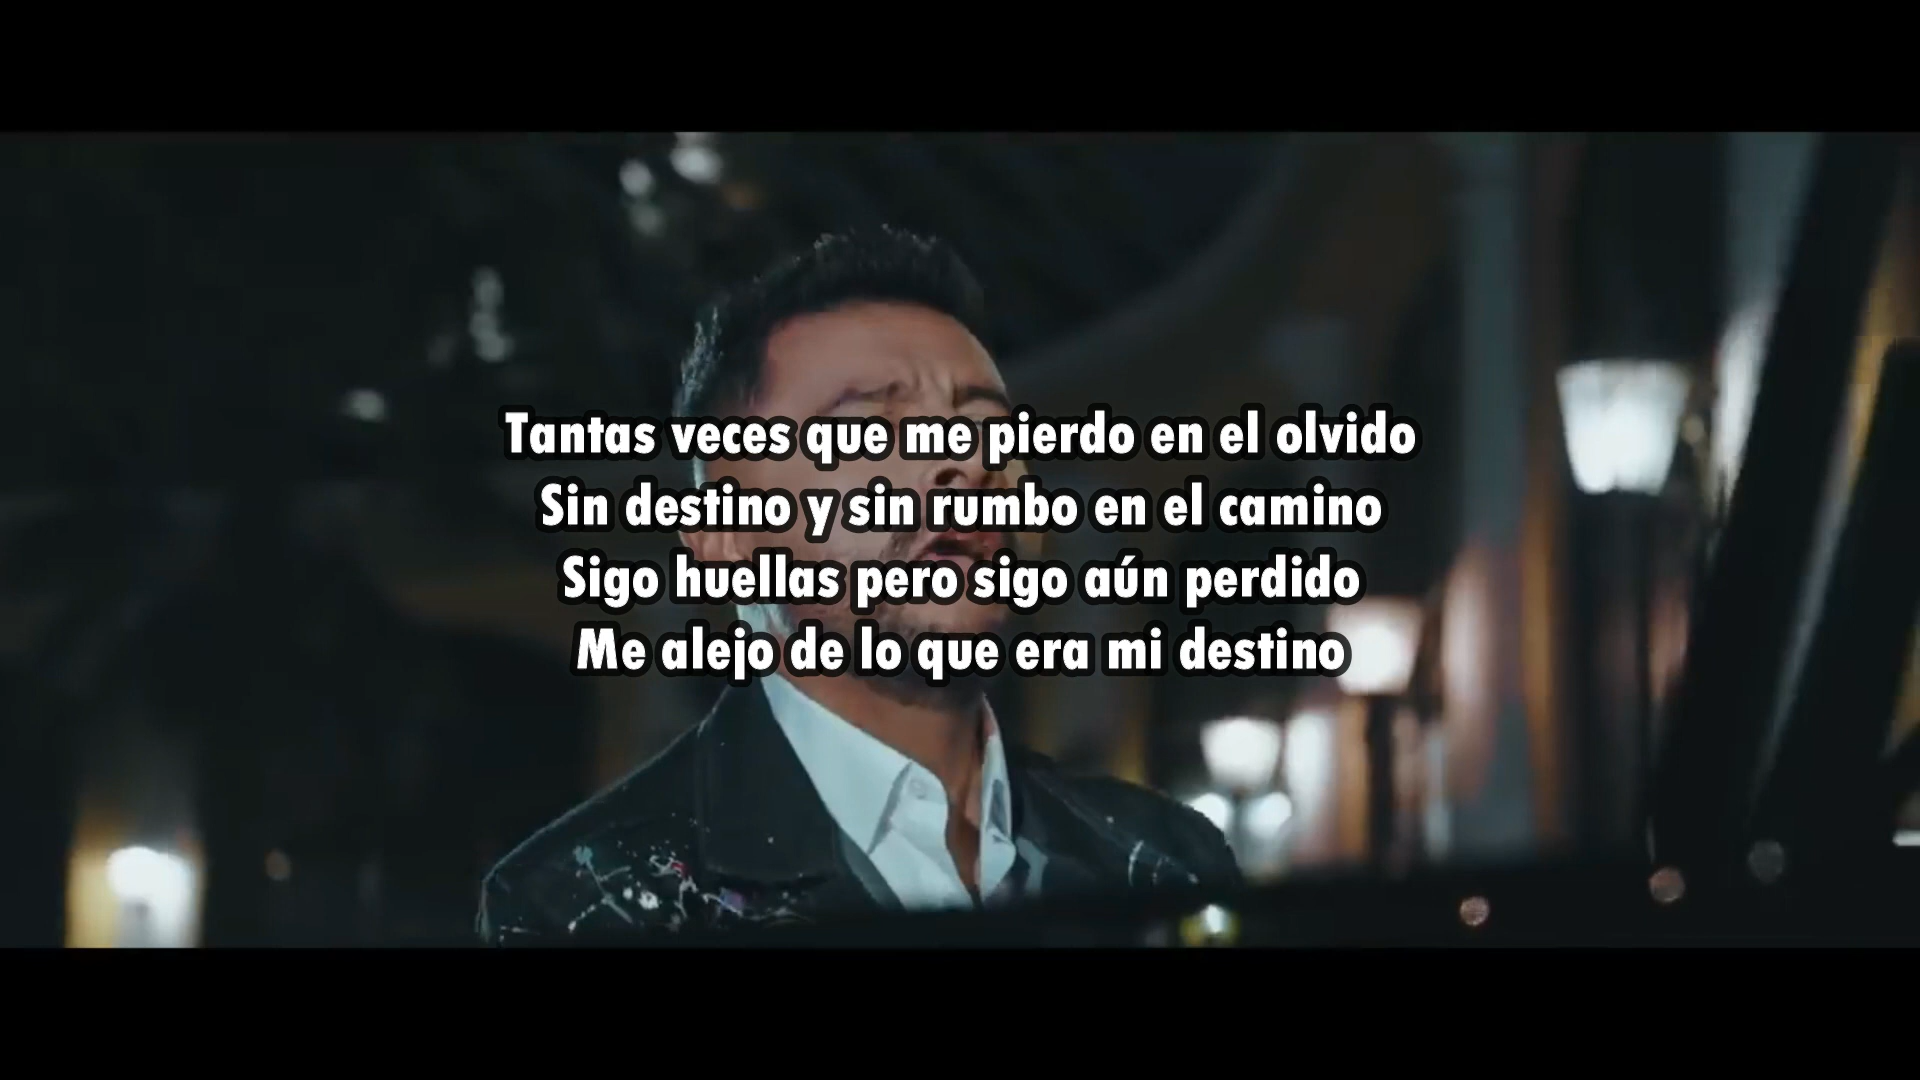 Tantas veces que me pierdo en el olvido
Sin destino y sin rumbo en el camino
Sigo huellas pero sigo aún perdido
Me alejo de lo que era mi destino